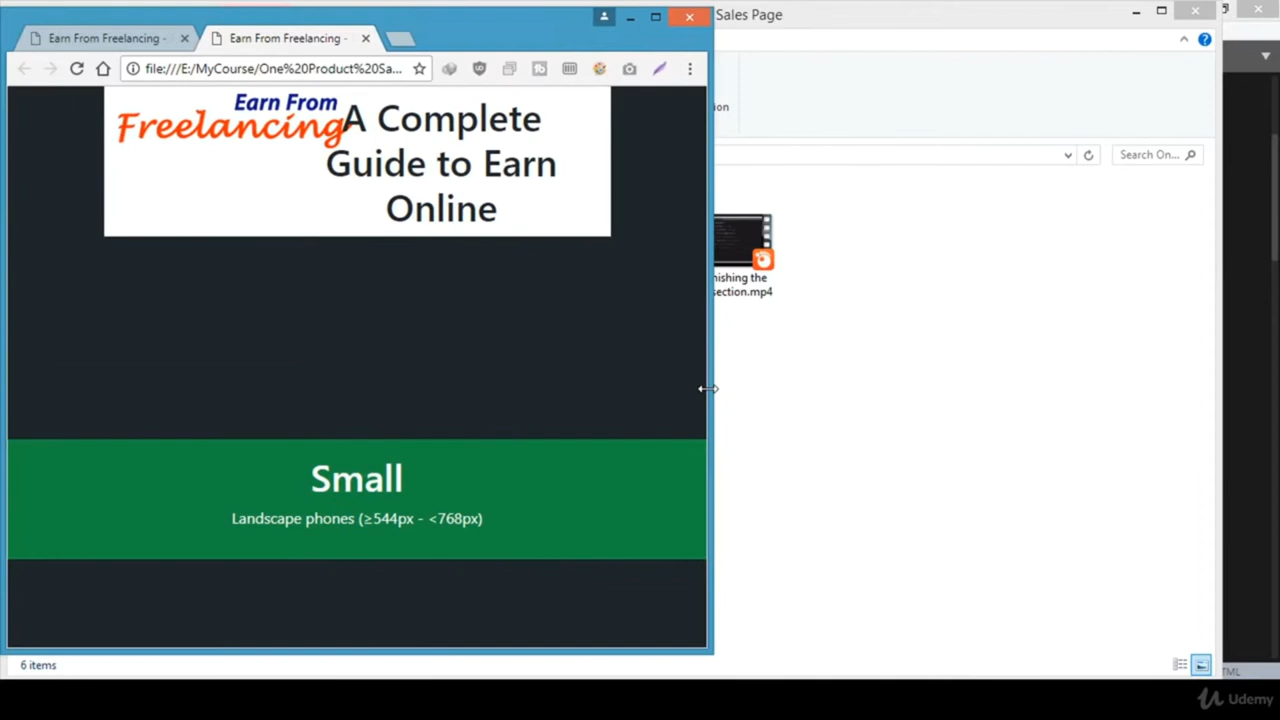 Sales Page
Earn From Freelancing -
Earn From Freelancing -
file:///E:/MyCourse/One%20Product%20Sa...
ion
Search On...
Earn From
Freelancing
A Complete
Guide to Earn
Online
nishing the
section.mp4
Small
Landscape phones (≥544px - <768px)
6 items
TML
Udemy